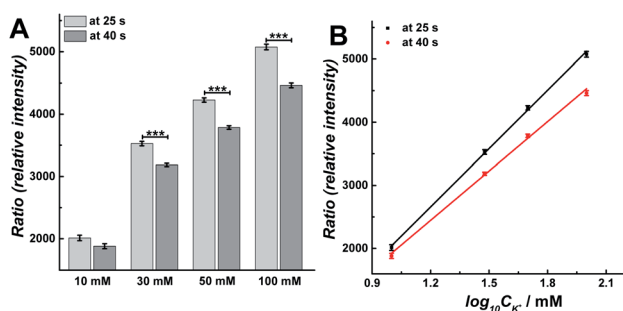 A
at 25 s
at 40 s
Ratio (relative intensity)
5000
4000
3000
2000
***
***
***
10 mM 30 mM 50 mM 100 mM
B
at 25 s
at 40 s
Ratio (relative intensity)
5000
4000
3000
2000
0.9 1.2 1.5 1.8 2.1
log₁₀C_K⁺ / mM